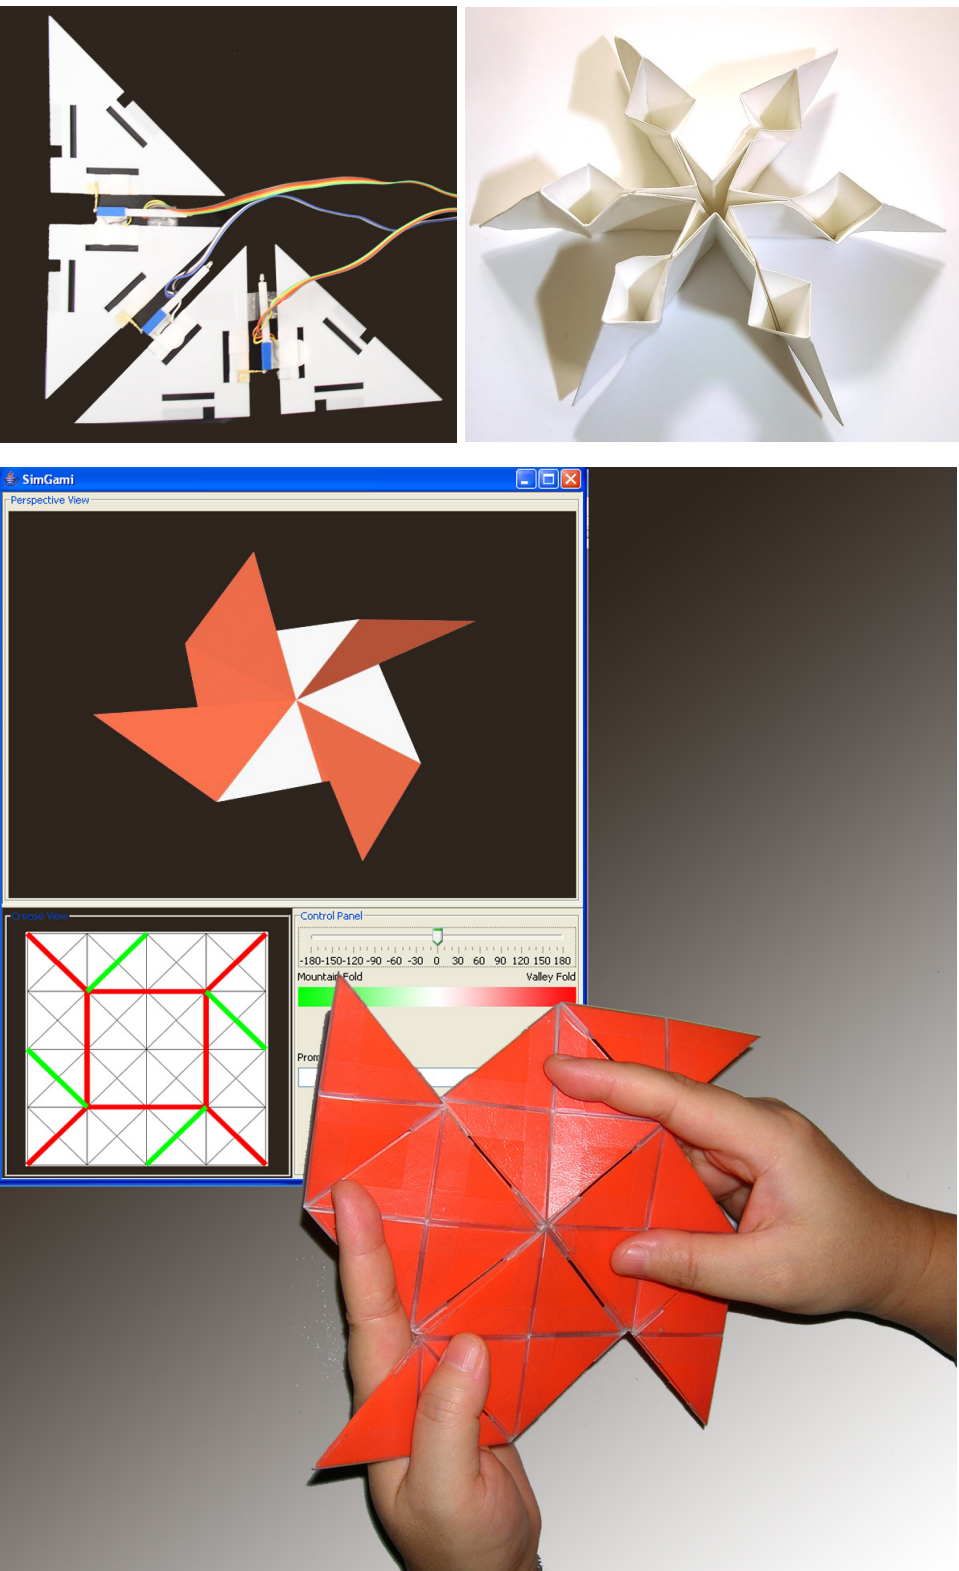 SimGami
Perspective View
Crease View
Control Panel
-180-150-120 -90 -60 -30 0 30 60 90 120 150 180
Mountain Fold Valley Fold